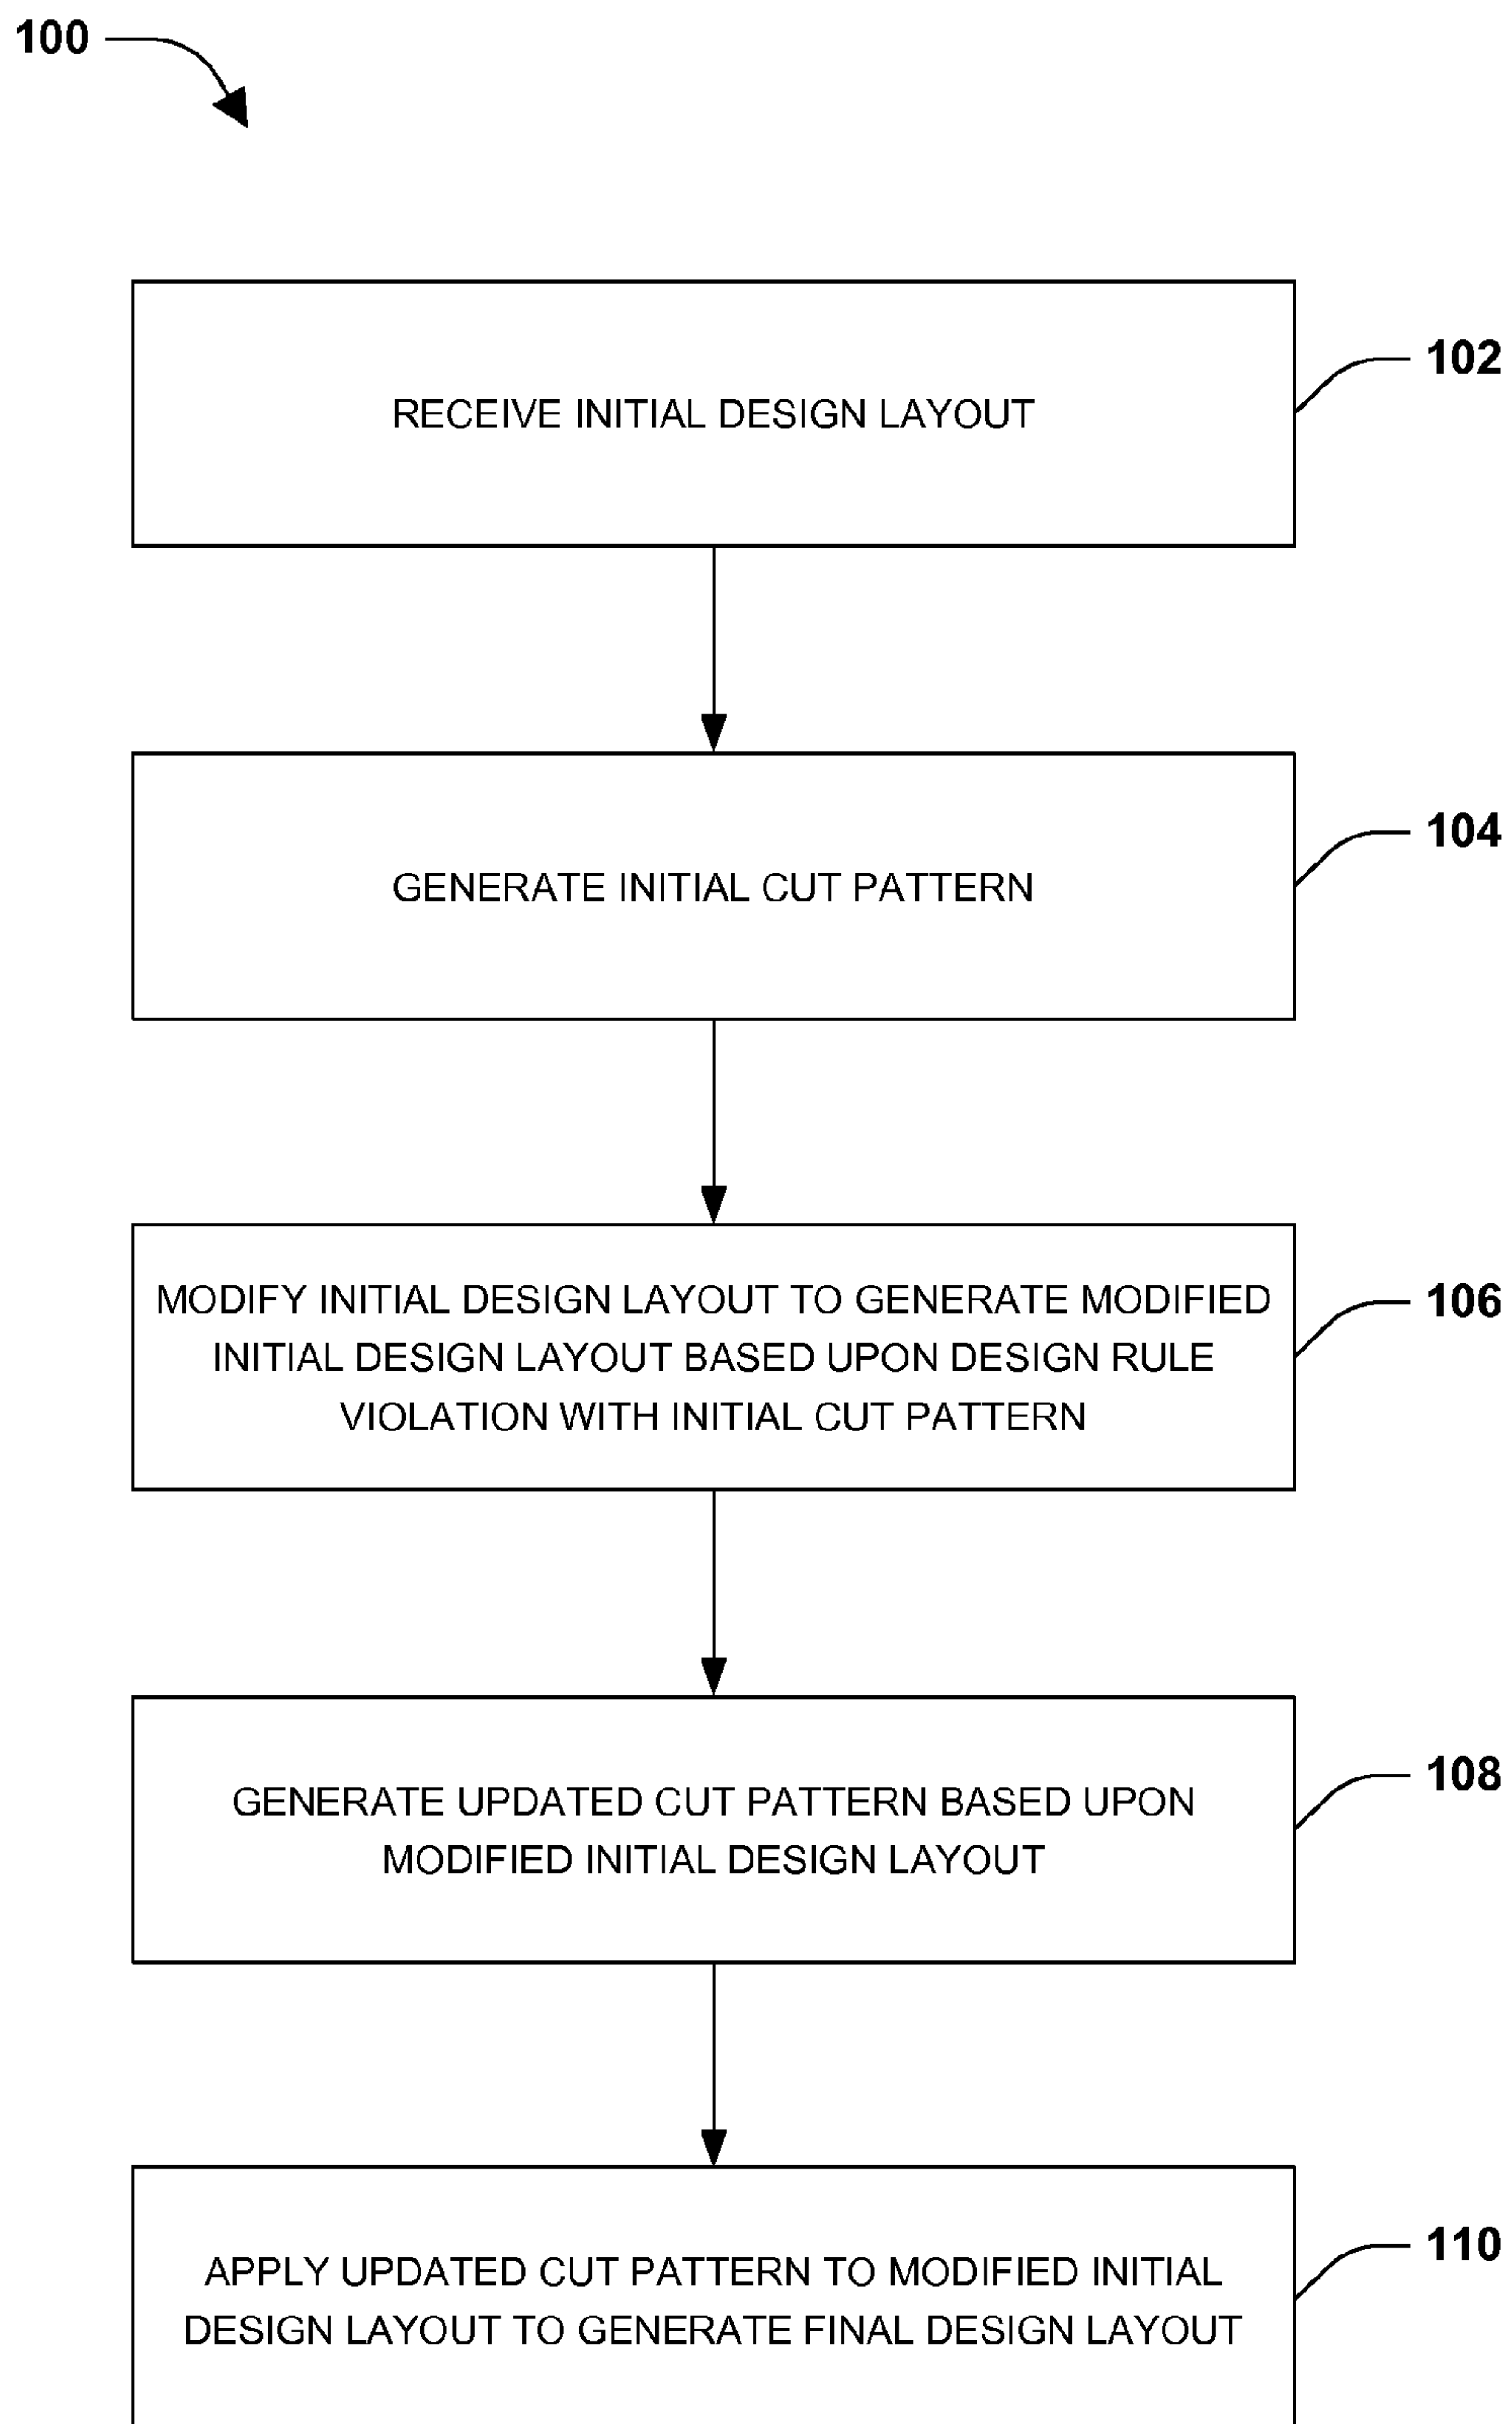 100
RECEIVE INITIAL DESIGN LAYOUT
102
GENERATE INITIAL CUT PATTERN
104
MODIFY INITIAL DESIGN LAYOUT TO GENERATE MODIFIED
INITIAL DESIGN LAYOUT BASED UPON DESIGN RULE
VIOLATION WITH INITIAL CUT PATTERN
106
GENERATE UPDATED CUT PATTERN BASED UPON
MODIFIED INITIAL DESIGN LAYOUT
108
APPLY UPDATED CUT PATTERN TO MODIFIED INITIAL
DESIGN LAYOUT TO GENERATE FINAL DESIGN LAYOUT
110